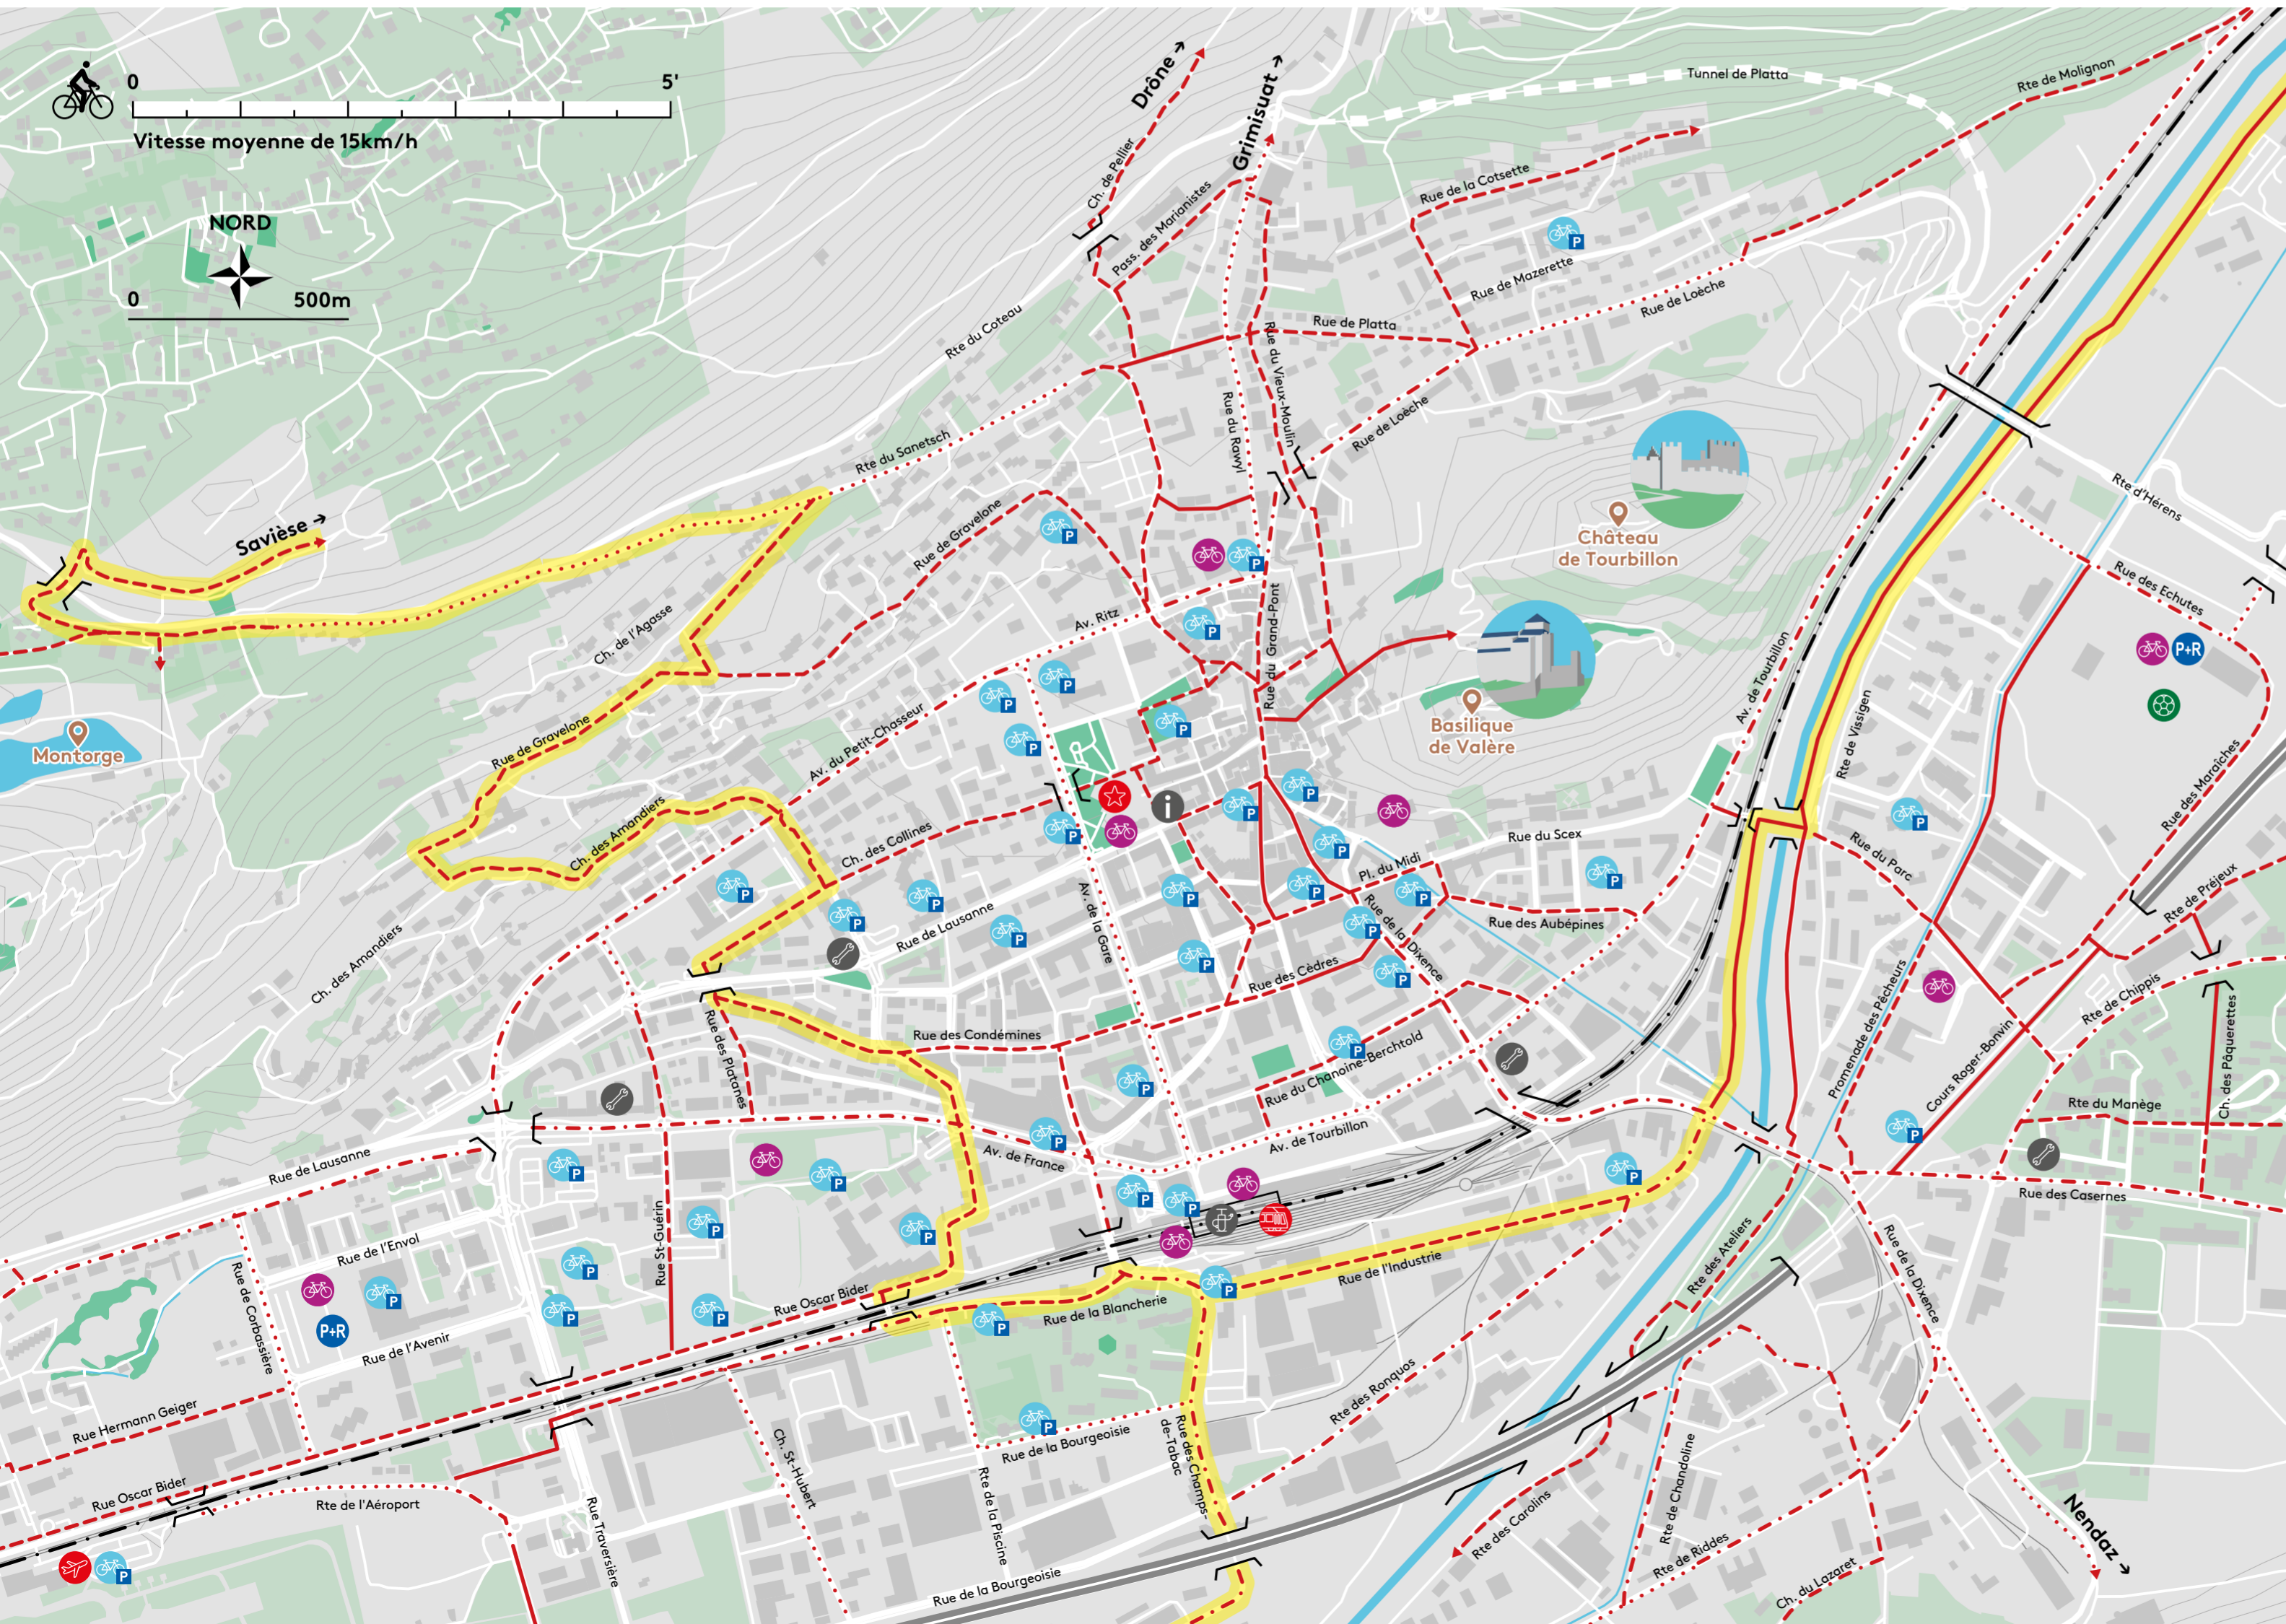 0
5'
Vitesse moyenne de 15km/h
NORD
0
500m
Drône →
Grimisuat →
Ch. de Pellier
Pass. des Marianistes
Tunnel de Platta
Rte de Molignon
Rue de la Cotsette
Rue de Mazerette
Rue de Loèche
Rue de Platta
Rte du Coteau
Rue du Vieux-Moulin
Rue du Rawyl
Rue de Loèche
Rte du Sanetsch
Savièse →
Rue de Gravelone
Château
de Tourbillon
Rte d'Hérens
Rue des Echutes
P
P
P
P
Ch. de l'Agasse
Av. Ritz
Rue du Grand-Pont
Av. de Tourbillon
P+R
Montorge
Rue de Gravelone
Av. du Petit-Chasseur
P
P
P
P
Basilique
de Valère
Rte de Vissigen
Rue des Maraîches
Ch. des Amandiers
Ch. des Collines
i
P
P
P
P
P
Rue du Scex
Rue du Parc
Pl. du Midi
P
P
P
P
P
P
P
Rte de Préjeux
Ch. des Amandiers
P
Rue de Lausanne
P
Av. de la Gare
P
P
P
Rue de la Dixence
Rue des Aubépines
Rue des Cèdres
Promenade des Pêcheurs
Rte de Chippis
Ch. des Pâquerettes
Rue des Platanes
Rue des Condémines
P
P
Rue du Chanoine-Berchtold
Cours Roger-Bonvin
Rte du Manège
P
Rue de Lausanne
Av. de France
P
Av. de Tourbillon
P
P
P
P
P
P
Rue des Casernes
Rue St-Guérin
P
P
Rue de l'Envol
Rue de Corbassière
P
P
P
P+R
P
Rue Oscar Bider
Rue de la Blancherie
P
P
Rue de l'Industrie
Rte des Ateliers
Rue de la Dixence
Rue de l'Avenir
Rue Hermann Geiger
Rte des Ronquos
P
Rue de la Bourgeoisie
Rue des Champs-
de-Tabac
Ch. St-Hubert
Rte de la Piscine
Rue Oscar Bider
Rte de l'Aéroport
Rue Traversière
P
Rue de la Bourgeoisie
Rte des Carolins
Rte de Chandoline
Rte de Riddes
Ch. du Lazaret
Nendaz →